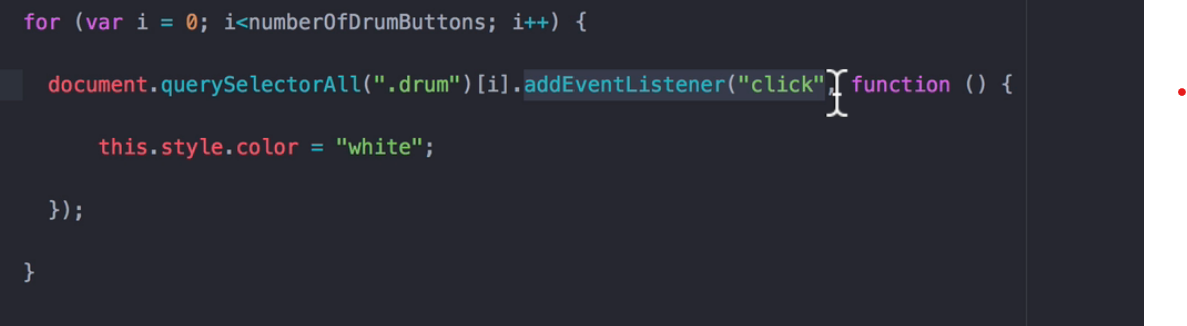 for (var i = 0; i<numberOfDrumButtons; i++) {
document.querySelectorAll(".drum")[i].addEventListener("click", function () {
this.style.color = "white";
});
}